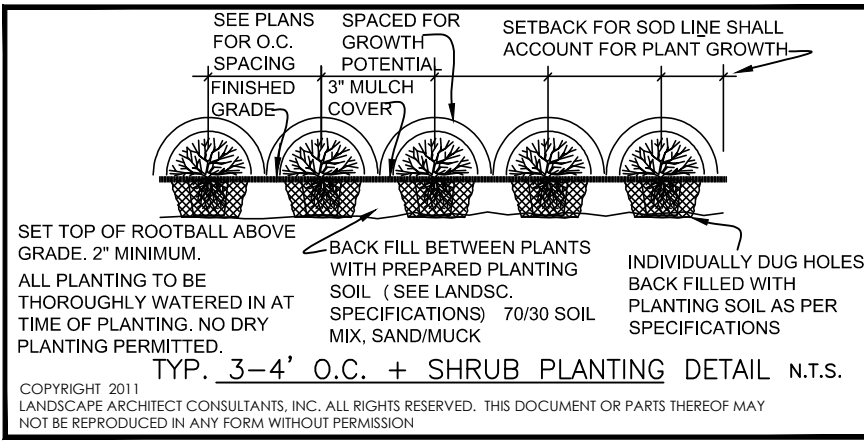 SEE PLANS
FOR O.C.
SPACING
FINISHED
GRADE
SPACED FOR
GROWTH
POTENTIAL
3" MULCH
COVER
SETBACK FOR SOD LINE SHALL
ACCOUNT FOR PLANT GROWTH
SET TOP OF ROOTBALL ABOVE
GRADE. 2" MINIMUM.
ALL PLANTING TO BE
THOROUGHLY WATERED IN AT
TIME OF PLANTING. NO DRY
PLANTING PERMITTED.
BACK FILL BETWEEN PLANTS
WITH PREPARED PLANTING
SOIL ( SEE LANDSC.
SPECIFICATIONS) 70/30 SOIL
MIX, SAND/MUCK
INDIVIDUALLY DUG HOLES
BACK FILLED WITH
PLANTING SOIL AS PER
SPECIFICATIONS
TYP. 3-4' O.C. + SHRUB PLANTING DETAIL N.T.S.
COPYRIGHT 2011
LANDSCAPE ARCHITECT CONSULTANTS, INC. ALL RIGHTS RESERVED. THIS DOCUMENT OR PARTS THEREOF MAY
NOT BE REPRODUCED IN ANY FORM WITHOUT PERMISSION